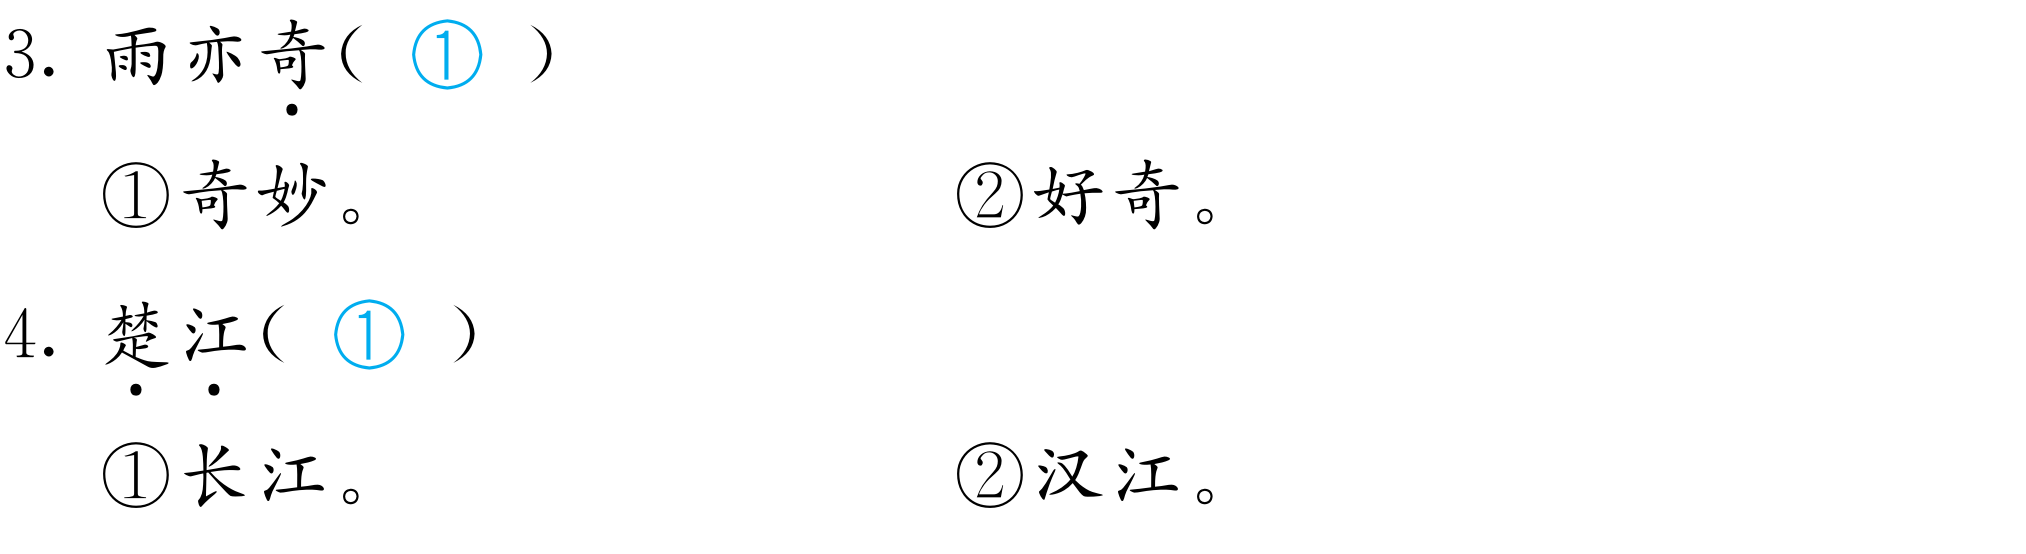 3. 雨亦奇( ① )
①奇妙。 ②好奇。
4. 楚江( ① )
①长江。 ②汉江。